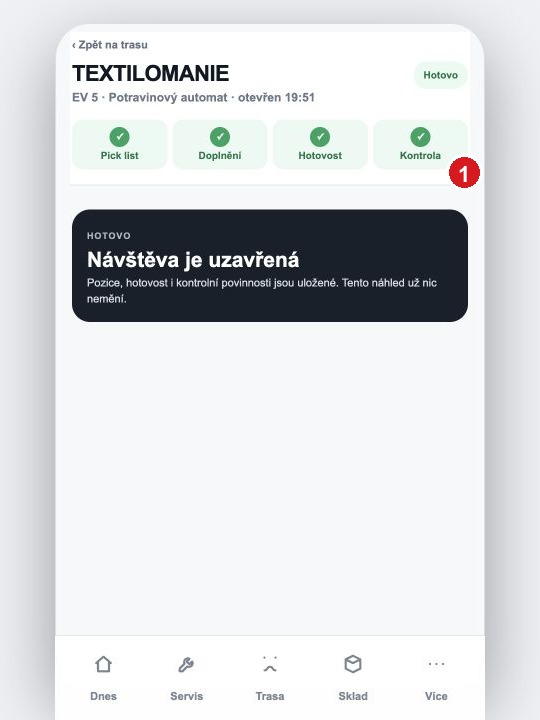 ‹ Zpět na trasu
TEXTILOMANIE
Hotovo
EV 5 · Potravinový automat · otevřen 19:51
✓ ✓ ✓ ✓
Pick list Doplnění Hotovost Kontrola
1
HOTOVO
Návštěva je uzavřená
Pozice, hotovost i kontrolní povinnosti jsou uložené. Tento náhled už nic
nemění.
Dnes Servis Trasa Sklad Více